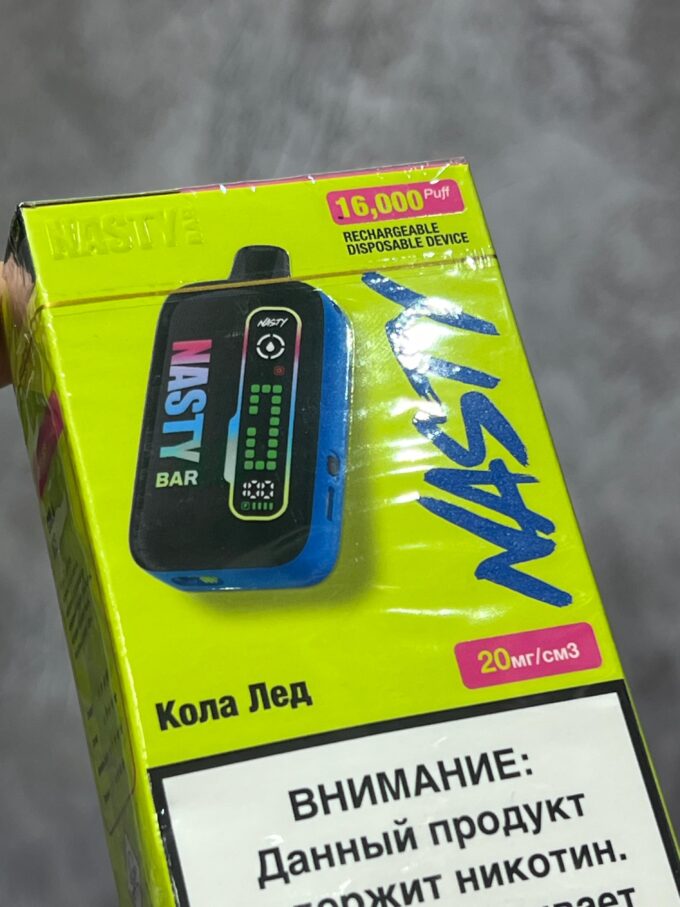 NASTY BAR
16,000 Puff
RECHARGEABLE
DISPOSABLE DEVICE
NASTY
NASTY
BAR
NASTY
20мг/см3
Кола Лед
ВНИМАНИЕ:
Данный продукт
никотин.